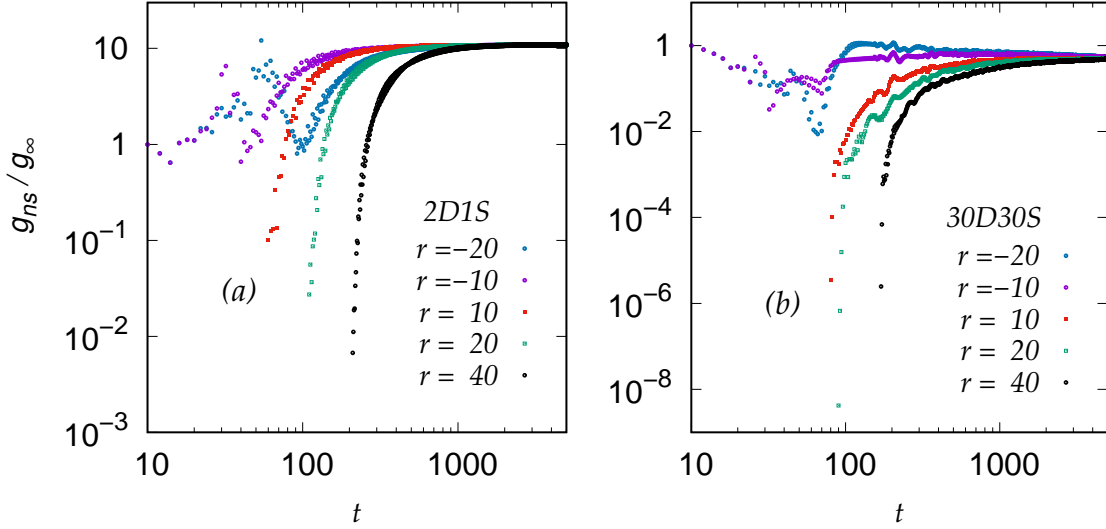 g_ns / g_∞
10
1
10^−1
10^−2
10^−3
10 100 1000
t
(a)
2D1S
r =−20
r =−10
r = 10
r = 20
r = 40
1
10^−2
10^−4
10^−6
10^−8
10 100 1000
t
(b)
30D30S
r =−20
r =−10
r = 10
r = 20
r = 40